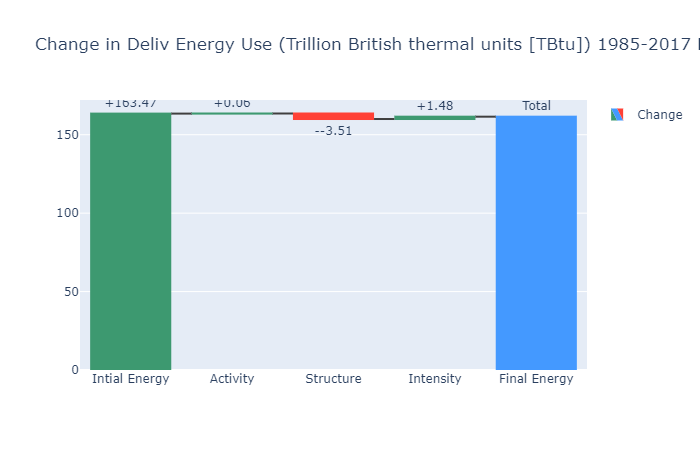 Change in Deliv Energy Use (Trillion British thermal units [TBtu]) 1985-2017
+163.47
+0.06
--3.51
+1.48
Total
Change
150
100
50
0
Intial Energy
Activity
Structure
Intensity
Final Energy